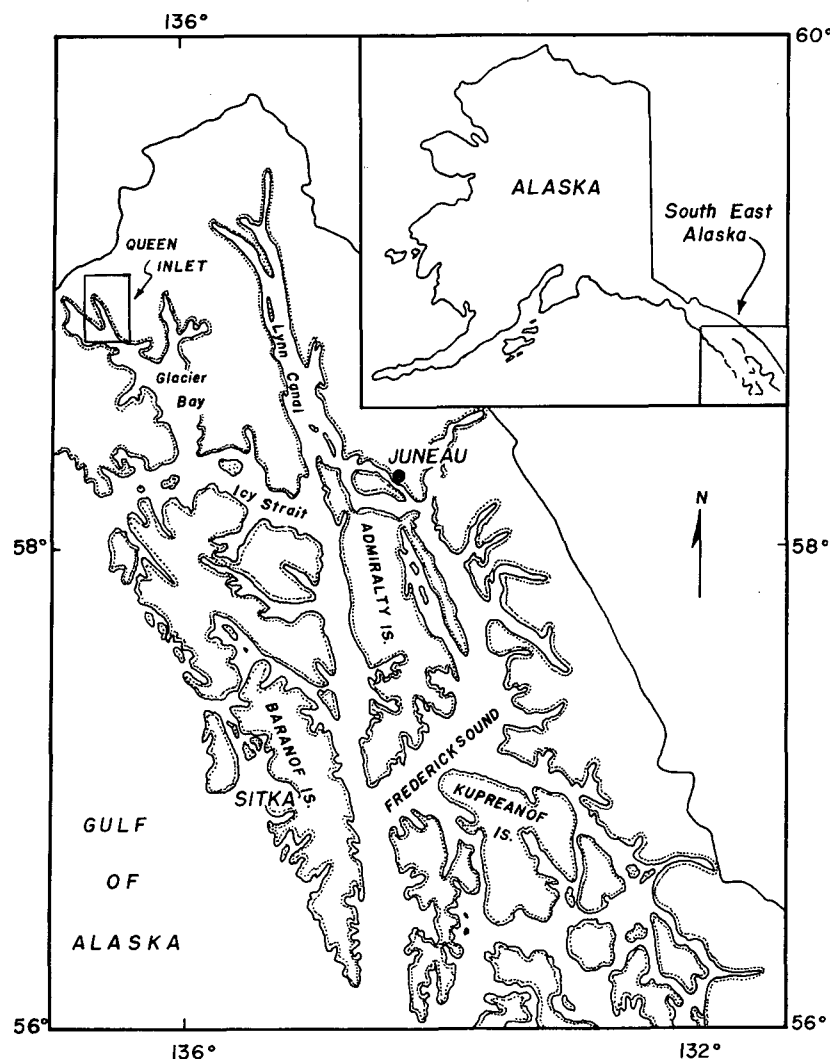 136°
60°
ALASKA
South East
Alaska
QUEEN
INLET
Lynn
Canal
Glacier
Bay
JUNEAU
Icy Strait
N
58°
58°
ADMIRALTY IS.
BARANOF IS.
SITKA
FREDERICK SOUND
KUPREANOF
IS.
GULF
OF
ALASKA
56°
56°
136°
132°